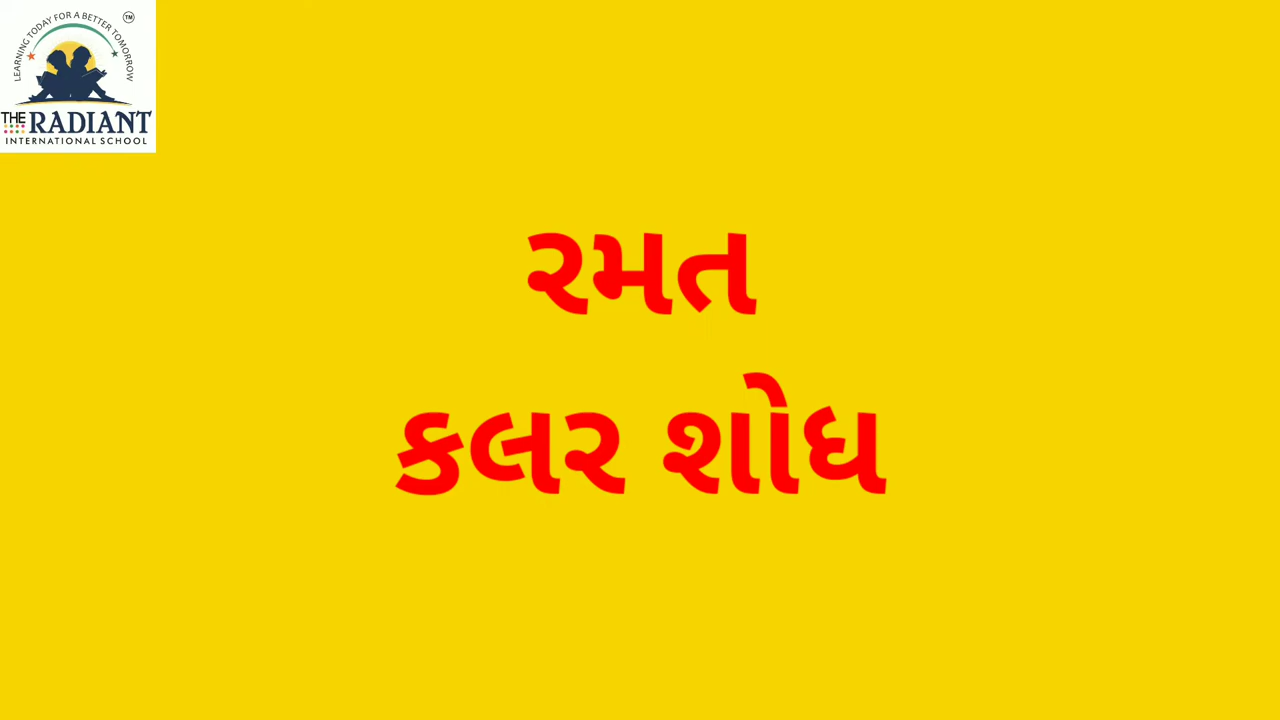 LEARNING TODAY FOR A BETTER TOMORROW
TM
THE RADIANT
INTERNATIONAL SCHOOL
રમત
કલર શોધ